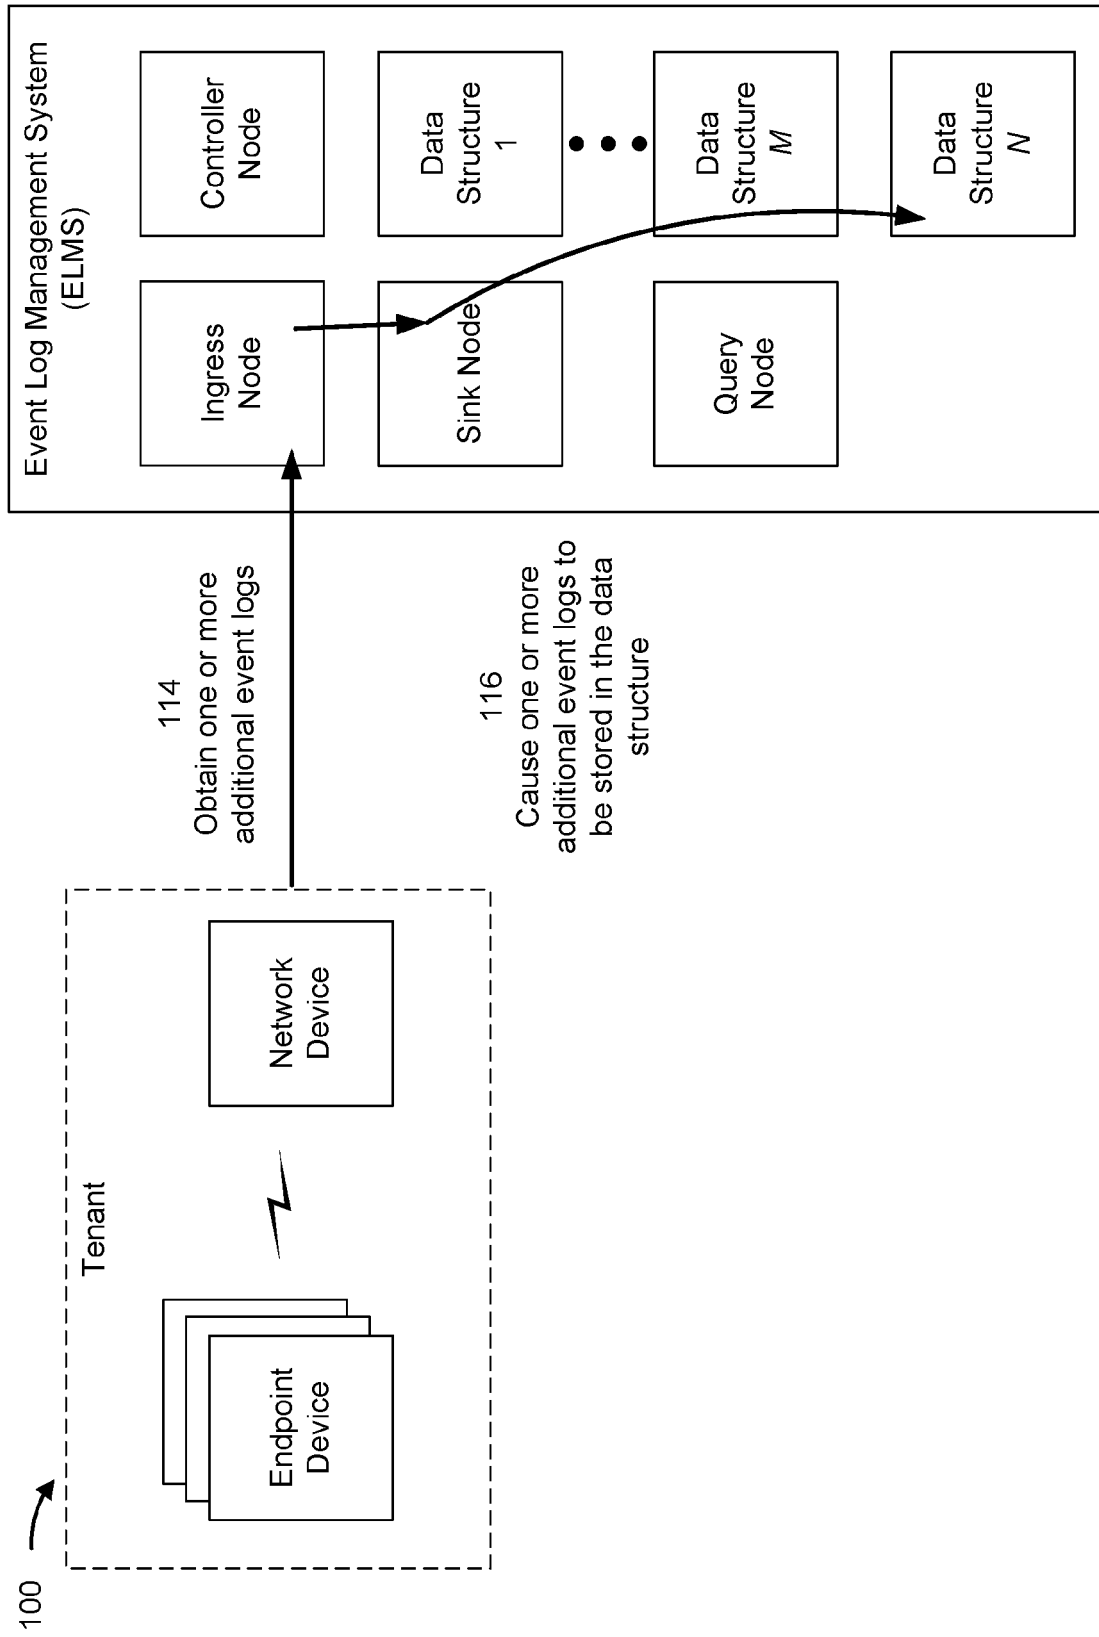 100
Tenant
Endpoint
Device
Network
Device
114
Obtain one or more
additional event logs
116
Cause one or more
additional event logs to
be stored in the data
structure
Event Log Management System
(ELMS)
Ingress
Node
Controller
Node
Sink Node
Data
Structure
1
Query
Node
Data
Structure
M
Data
Structure
N